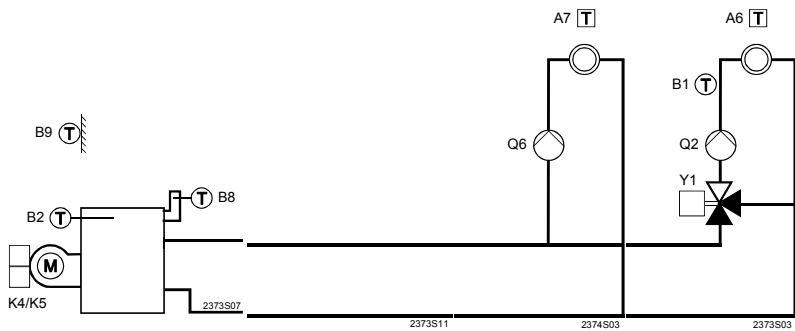 A7 T
A6 T
B1 T
B9 T
Q6
Q2
Y1
T B8
B2 T
M
K4/K5
2373S07
2373S11
2374S03
2373S03